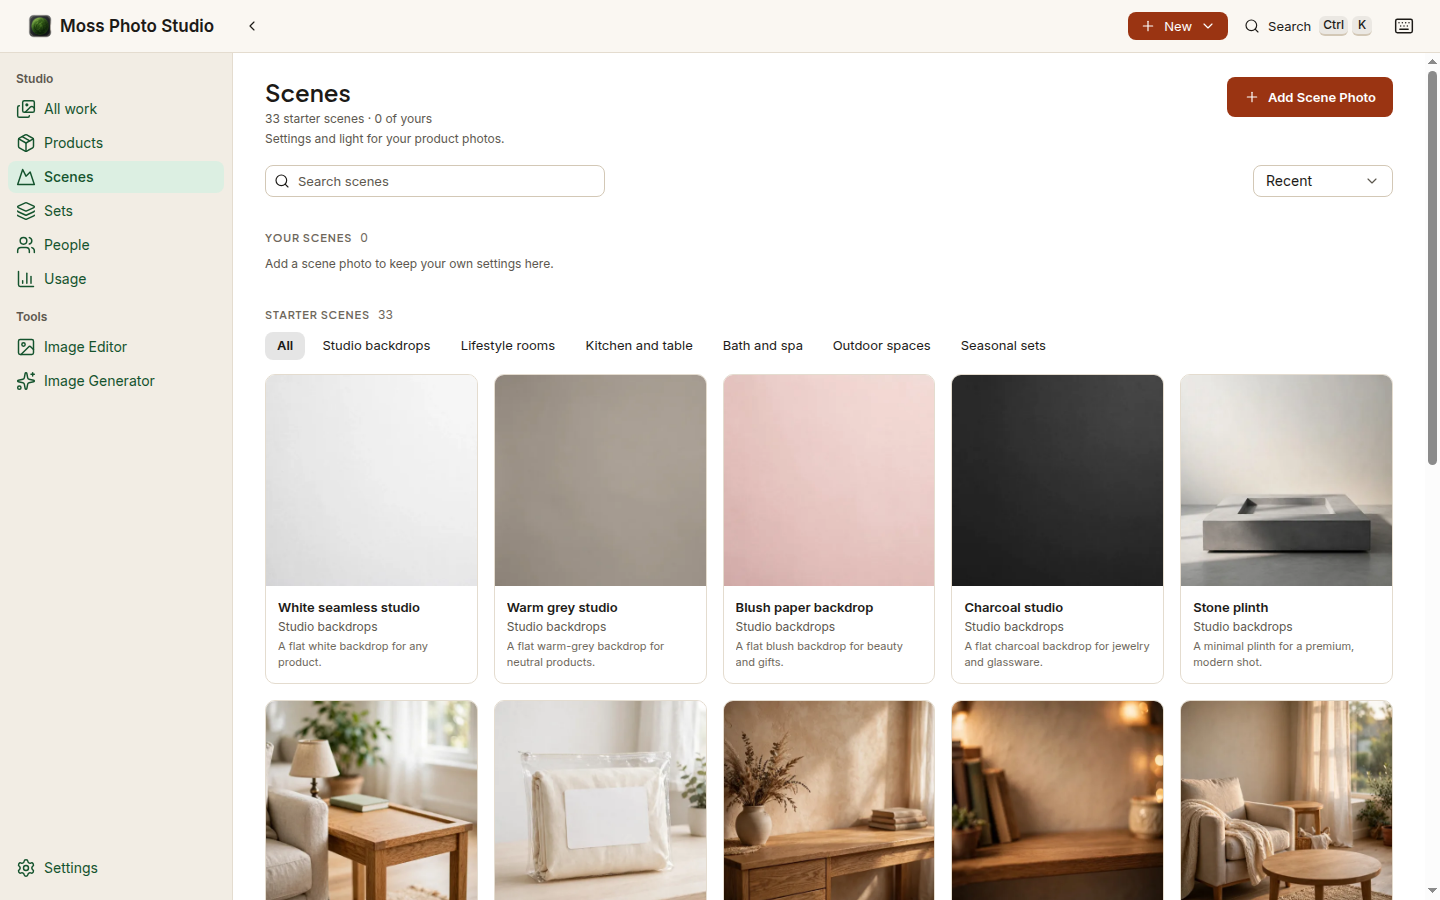 Moss Photo Studio
New
Search Ctrl K
Studio
All work
Products
Scenes
Sets
People
Usage
Tools
Image Editor
Image Generator
Settings
Scenes
33 starter scenes · 0 of yours
Settings and light for your product photos.
Add Scene Photo
Search scenes
Recent
YOUR SCENES 0
Add a scene photo to keep your own settings here.
STARTER SCENES 33
All Studio backdrops Lifestyle rooms Kitchen and table Bath and spa Outdoor spaces Seasonal sets
White seamless studio
Studio backdrops
A flat white backdrop for any
product.
Warm grey studio
Studio backdrops
A flat warm-grey backdrop for
neutral products.
Blush paper backdrop
Studio backdrops
A flat blush backdrop for beauty
and gifts.
Charcoal studio
Studio backdrops
A flat charcoal backdrop for jewelry
and glassware.
Stone plinth
Studio backdrops
A minimal plinth for a premium,
modern shot.